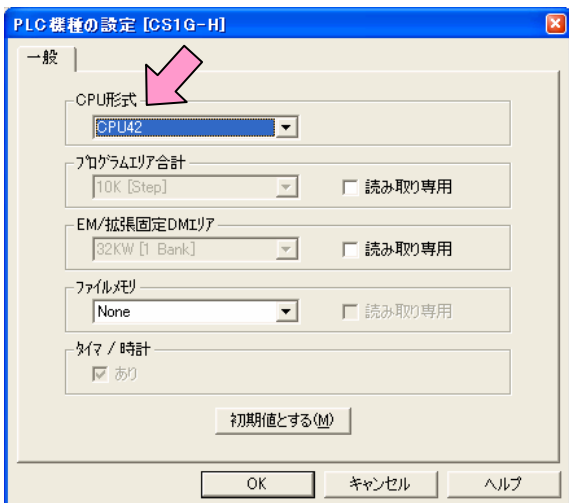 PLC機種の設定 [CS1G-H]
一般
CPU形式
CPU42
プログラムエリア合計
10K [Step]
読み取り専用
EM/拡張固定DMエリア
32KW [1 Bank]
読み取り専用
ファイルメモリ
None
読み取り専用
タイマ / 時計
あり
初期値とする(M)
OK
キャンセル
ヘルプ